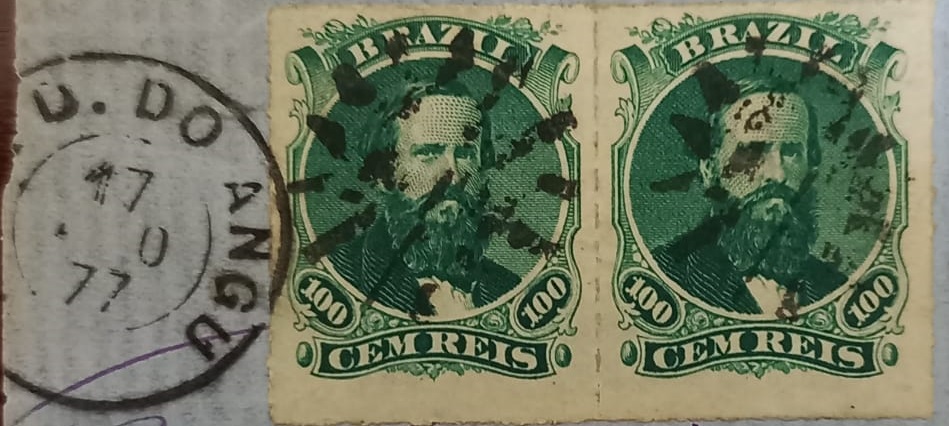 D. DO ANGU
17
0
77
BRAZIL
100 100
CEM REIS
BRAZIL
100 100
CEM REIS